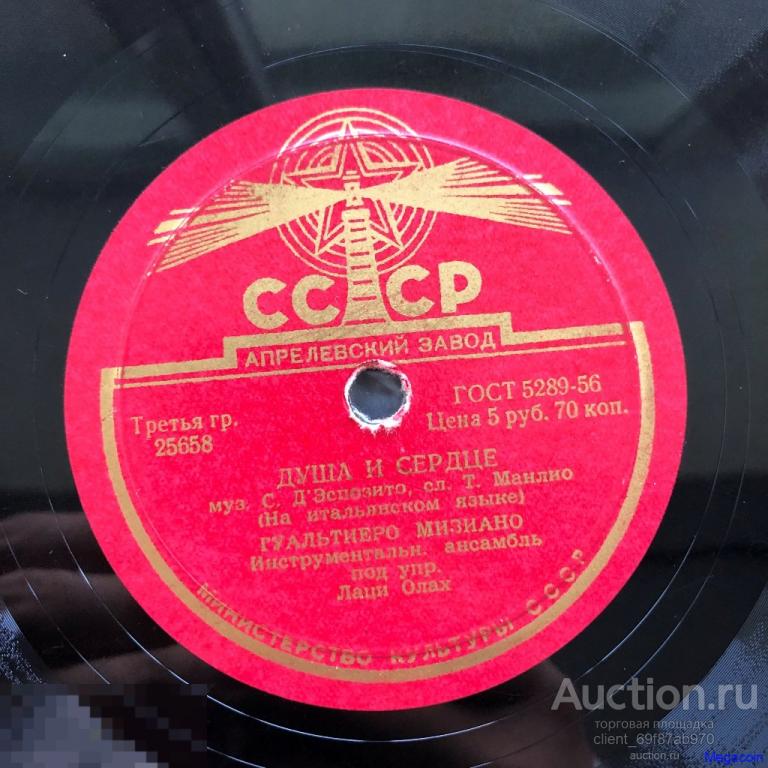 СССР
АПРЕЛЕВСКИЙ ЗАВОД
Третья гр.
25658
ГОСТ 5289-56
Цена 5 руб. 70 коп.
ДУША И СЕРДЦЕ
муз. С. Д'Эспозито, сл. Т. Манлио
(На итальянском языке)
ГУАЛЬТИЕРО МИЗИАНО
Инструментальн. ансамбль
под упр.
Лаци Олах
МИНИСТЕРСТВО КУЛЬТУРЫ СССР
Auction.ru
торговая площадка
client_69f87ab970
auction.ru
Megacoin